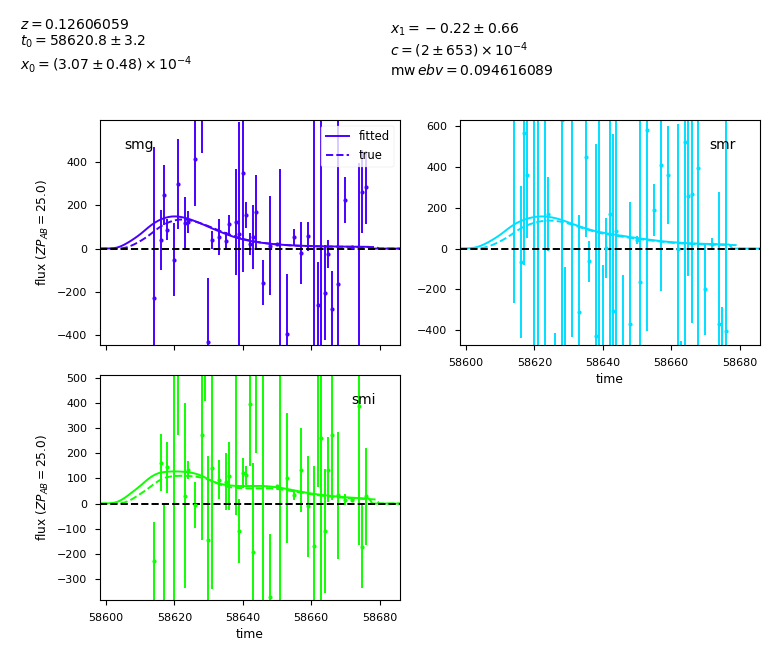 z = 0.12606059
t₀ = 58620.8 ± 3.2
x₀ = (3.07 ± 0.48) × 10⁻⁴
x₁ = −0.22 ± 0.66
c = (2 ± 653) × 10⁻⁴
mw ebv = 0.094616089
smg
fitted
true
flux (ZP_AB = 25.0)
400
200
0
−200
−400
smr
600
400
200
0
−200
−400
58600
58620
58640
58660
58680
time
smi
flux (ZP_AB = 25.0)
500
400
300
200
100
0
−100
−200
−300
58600
58620
58640
58660
58680
time